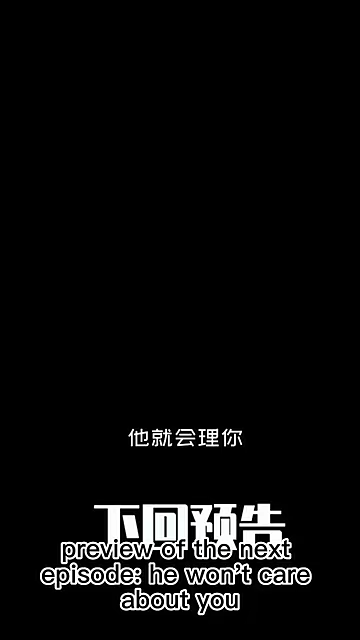 他就会理你
下回预告
preview of the next
episode: he won't care
about you